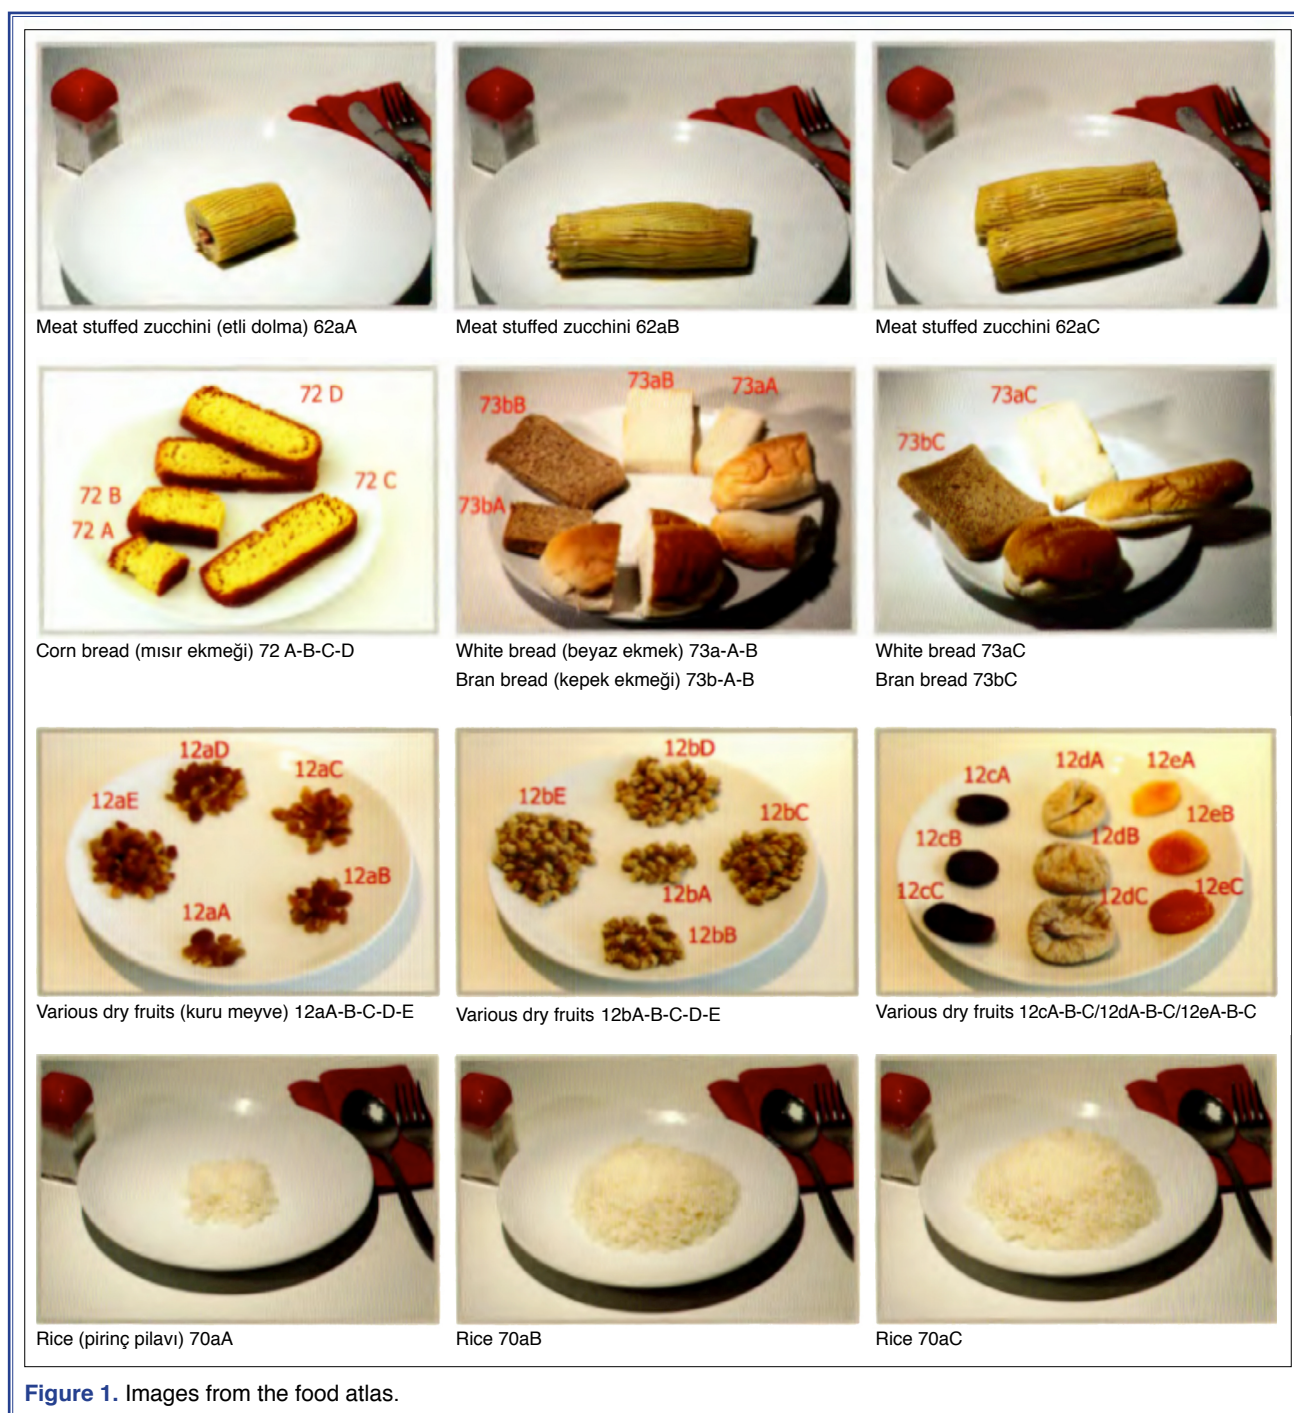 Meat stuffed zucchini (etli dolma) 62aA
Meat stuffed zucchini 62aB
Meat stuffed zucchini 62aC
72 D
72 C
72 B
72 A
73aB
73aA
73bB
73bA
73aC
73bC
Corn bread (mısır ekmeği) 72 A-B-C-D
White bread (beyaz ekmek) 73a-A-B
Bran bread (kepek ekmeği) 73b-A-B
White bread 73aC
Bran bread 73bC
12aD
12aC
12aE
12aB
12aA
12bD
12bE
12bC
12bA
12bB
12cA
12dA
12eA
12cB
12dB
12eB
12cC
12dC
12eC
Various dry fruits (kuru meyve) 12aA-B-C-D-E
Various dry fruits 12bA-B-C-D-E
Various dry fruits 12cA-B-C/12dA-B-C/12eA-B-C
Rice (pirinç pilavı) 70aA
Rice 70aB
Rice 70aC
Figure 1. Images from the food atlas.